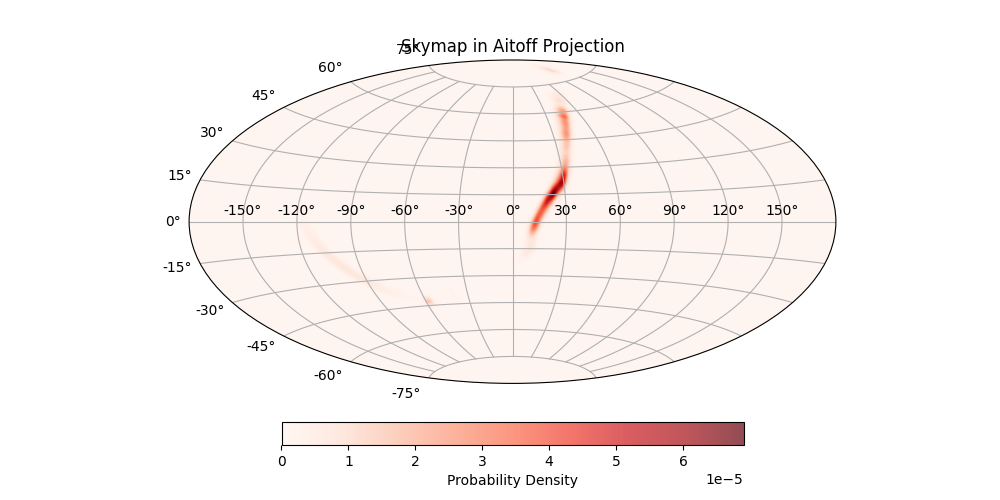 Skymap in Aitoff Projection
75°
60°
45°
30°
15°
0°
-15°
-30°
-45°
-60°
-75°
-150° -120° -90° -60° -30° 0° 30° 60° 90° 120° 150°
0 1 2 3 4 5 6
1e−5
Probability Density